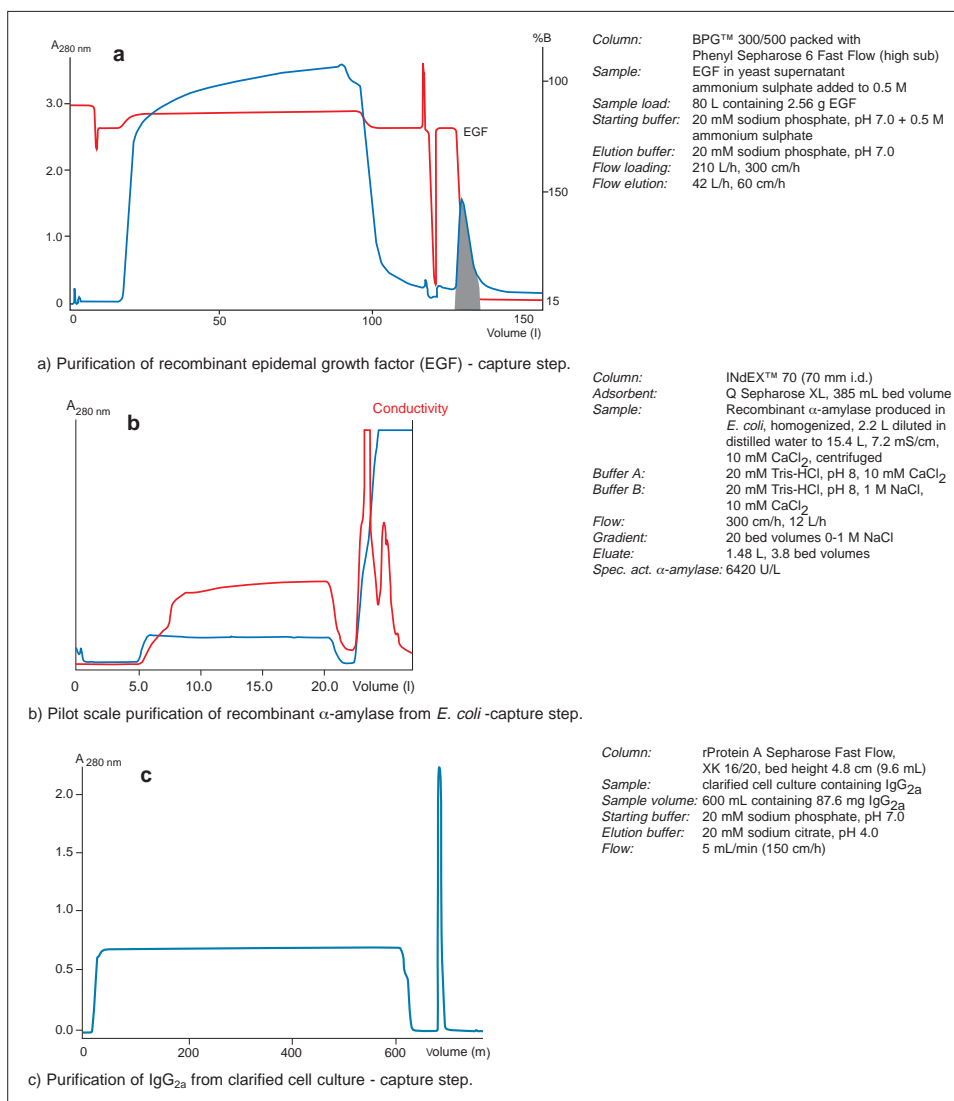 A280 nm
a
%B
3.0
2.0
1.0
0
EGF
100
150
15
0
50
100
150
Volume (l)
Column: BPG™ 300/500 packed with
Phenyl Sepharose 6 Fast Flow (high sub)
Sample: EGF in yeast supernatant
ammonium sulphate added to 0.5 M
Sample load: 80 L containing 2.56 g EGF
Starting buffer: 20 mM sodium phosphate, pH 7.0 + 0.5 M
ammonium sulphate
Elution buffer: 20 mM sodium phosphate, pH 7.0
Flow loading: 210 L/h, 300 cm/h
Flow elution: 42 L/h, 60 cm/h
a) Purification of recombinant epidemal growth factor (EGF) - capture step.
A280 nm
b
Conductivity
0
5.0
10.0
15.0
20.0
Volume (l)
Column: INdEX™ 70 (70 mm i.d.)
Adsorbent: Q Sepharose XL, 385 mL bed volume
Sample: Recombinant α-amylase produced in
E. coli, homogenized, 2.2 L diluted in
distilled water to 15.4 L, 7.2 mS/cm,
10 mM CaCl2, centrifuged
Buffer A: 20 mM Tris-HCl, pH 8, 10 mM CaCl2
Buffer B: 20 mM Tris-HCl, pH 8, 1 M NaCl,
10 mM CaCl2
Flow: 300 cm/h, 12 L/h
Gradient: 20 bed volumes 0-1 M NaCl
Eluate: 1.48 L, 3.8 bed volumes
Spec. act. α-amylase: 6420 U/L
b) Pilot scale purification of recombinant α-amylase from E. coli -capture step.
A280 nm
c
2.0
1.5
1.0
0.5
0.0
0
200
400
600
Volume (m)
Column: rProtein A Sepharose Fast Flow,
XK 16/20, bed height 4.8 cm (9.6 mL)
Sample: clarified cell culture containing IgG2a
Sample volume: 600 mL containing 87.6 mg IgG2a
Starting buffer: 20 mM sodium phosphate, pH 7.0
Elution buffer: 20 mM sodium citrate, pH 4.0
Flow: 5 mL/min (150 cm/h)
c) Purification of IgG2a from clarified cell culture - capture step.